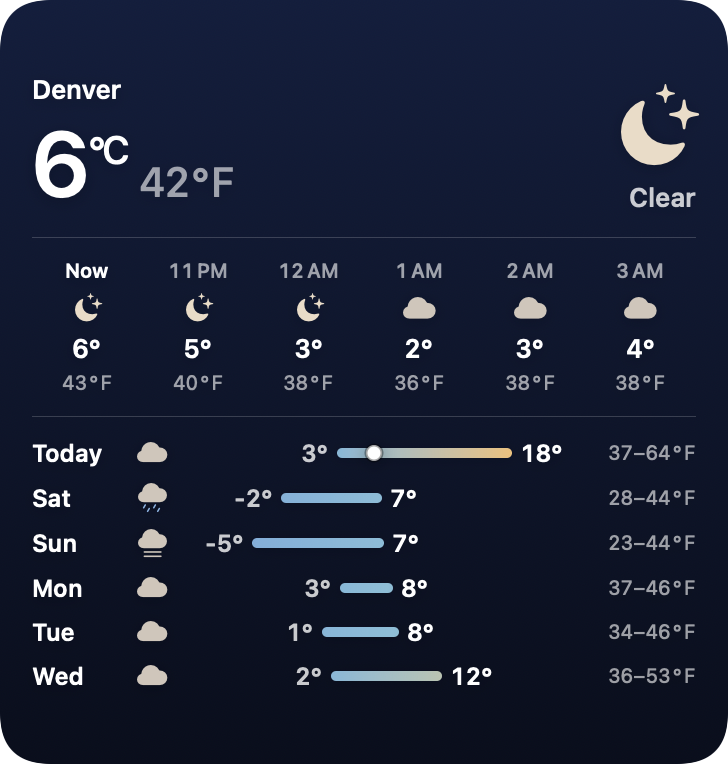 Denver
6°C 42°F
Clear
Now 11 PM 12 AM 1 AM 2 AM 3 AM
6° 5° 3° 2° 3° 4°
43°F 40°F 38°F 36°F 38°F 38°F
Today 3° 18° 37–64°F
Sat -2° 7° 28–44°F
Sun -5° 7° 23–44°F
Mon 3° 8° 37–46°F
Tue 1° 8° 34–46°F
Wed 2° 12° 36–53°F